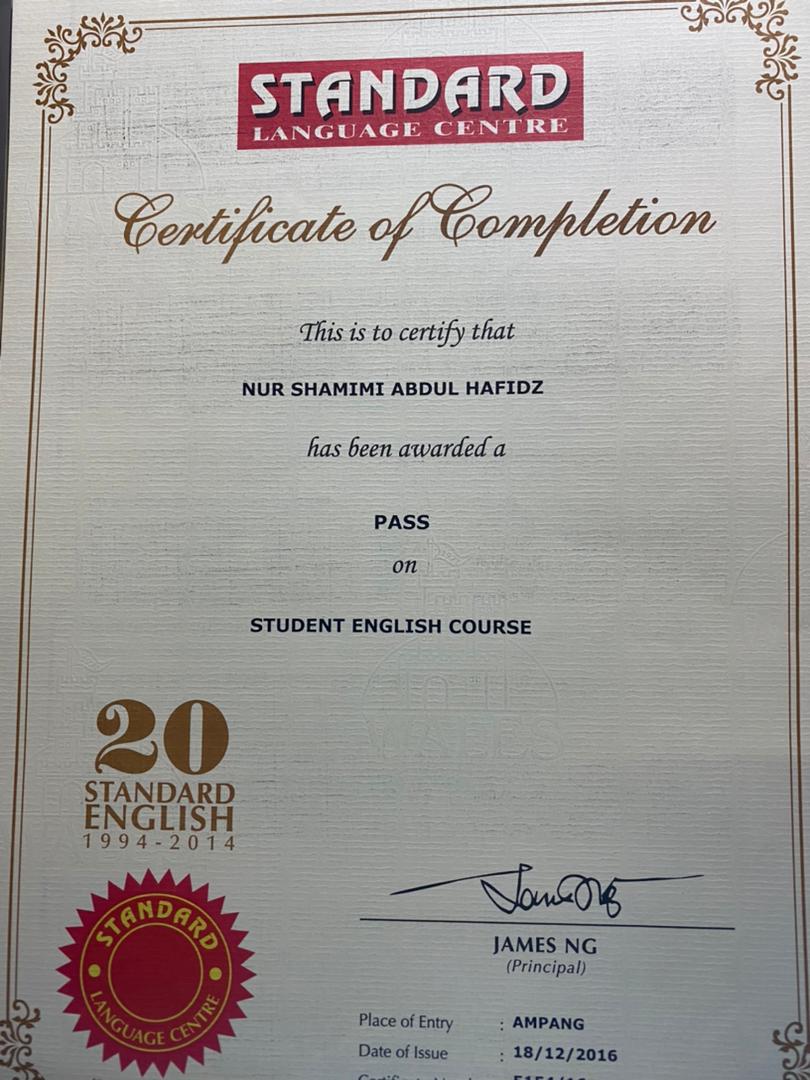 STANDARD
LANGUAGE CENTRE
Certificate of Completion
This is to certify that
NUR SHAMIMI ABDUL HAFIDZ
has been awarded a
PASS
on
STUDENT ENGLISH COURSE
20
STANDARD
ENGLISH
1994-2014
STANDARD
LANGUAGE CENTRE
James Ng
JAMES NG
(Principal)
Place of Entry : AMPANG
Date of Issue : 18/12/2016